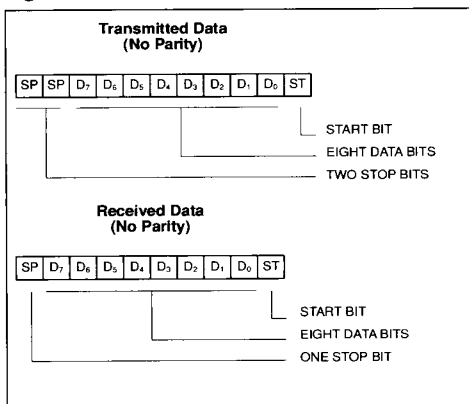 Transmitted Data
(No Parity)
SP SP D₇ D₆ D₅ D₄ D₃ D₂ D₁ D₀ ST
START BIT
EIGHT DATA BITS
TWO STOP BITS
Received Data
(No Parity)
SP D₇ D₆ D₅ D₄ D₃ D₂ D₁ D₀ ST
START BIT
EIGHT DATA BITS
ONE STOP BIT